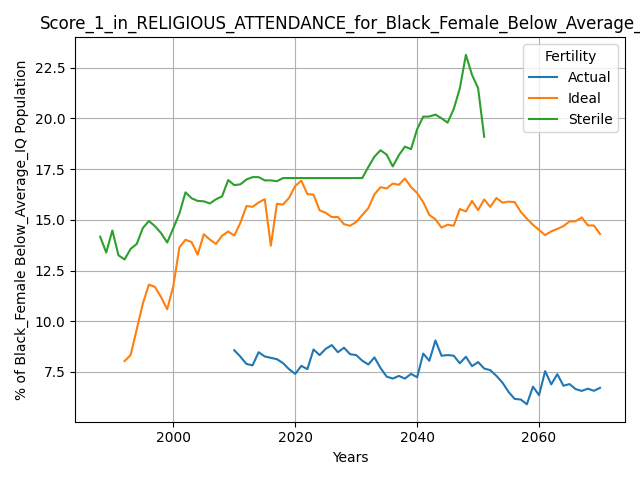 Score_1_in_RELIGIOUS_ATTENDANCE_for_Black_Female_Below_Average_
Fertility
Actual
Ideal
Sterile
% of Black_Female Below_Average_IQ Population
22.5
20.0
17.5
15.0
12.5
10.0
7.5
2000
2020
2040
2060
Years